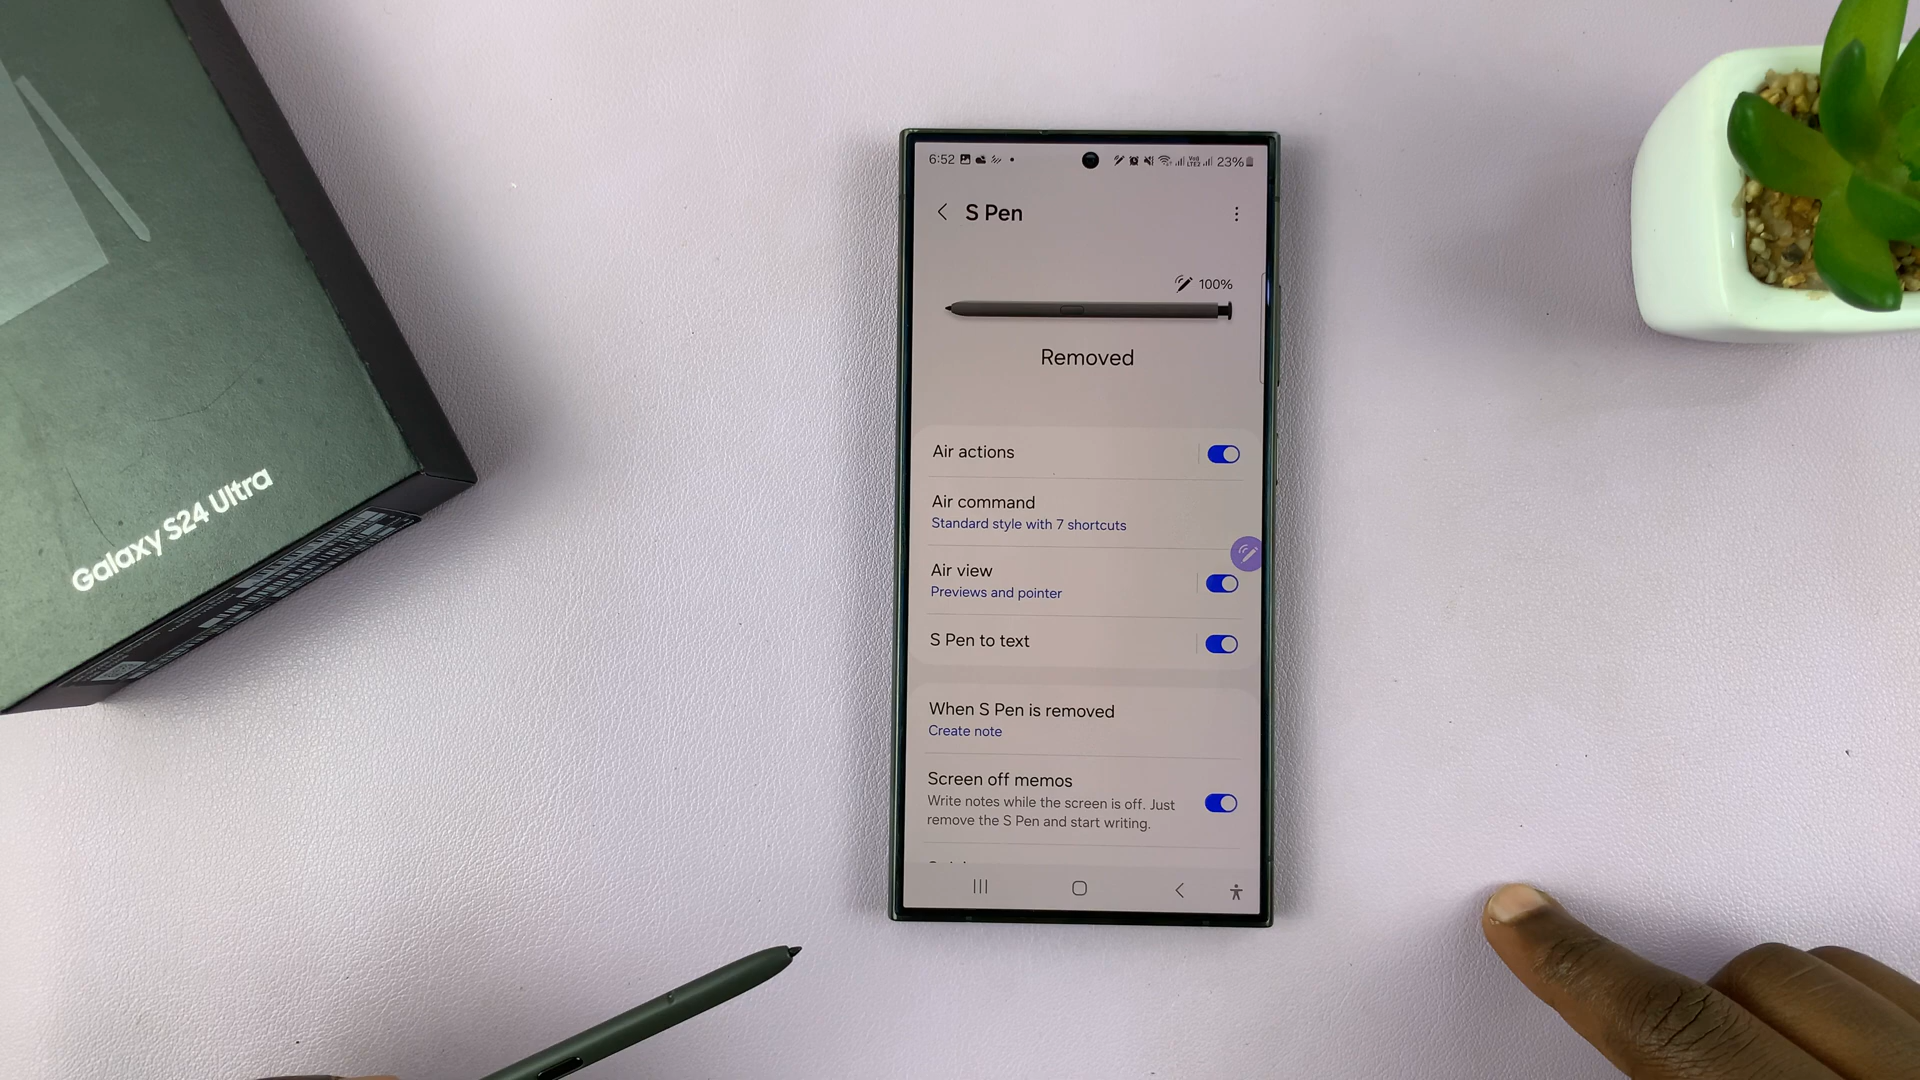 Galaxy S24 Ultra
6:52
23%
S Pen
100%
Removed
Air actions
Air command
Standard style with 7 shortcuts
Air view
Previews and pointer
S Pen to text
When S Pen is removed
Create note
Screen off memos
Write notes while the screen is off. Just
remove the S Pen and start writing.